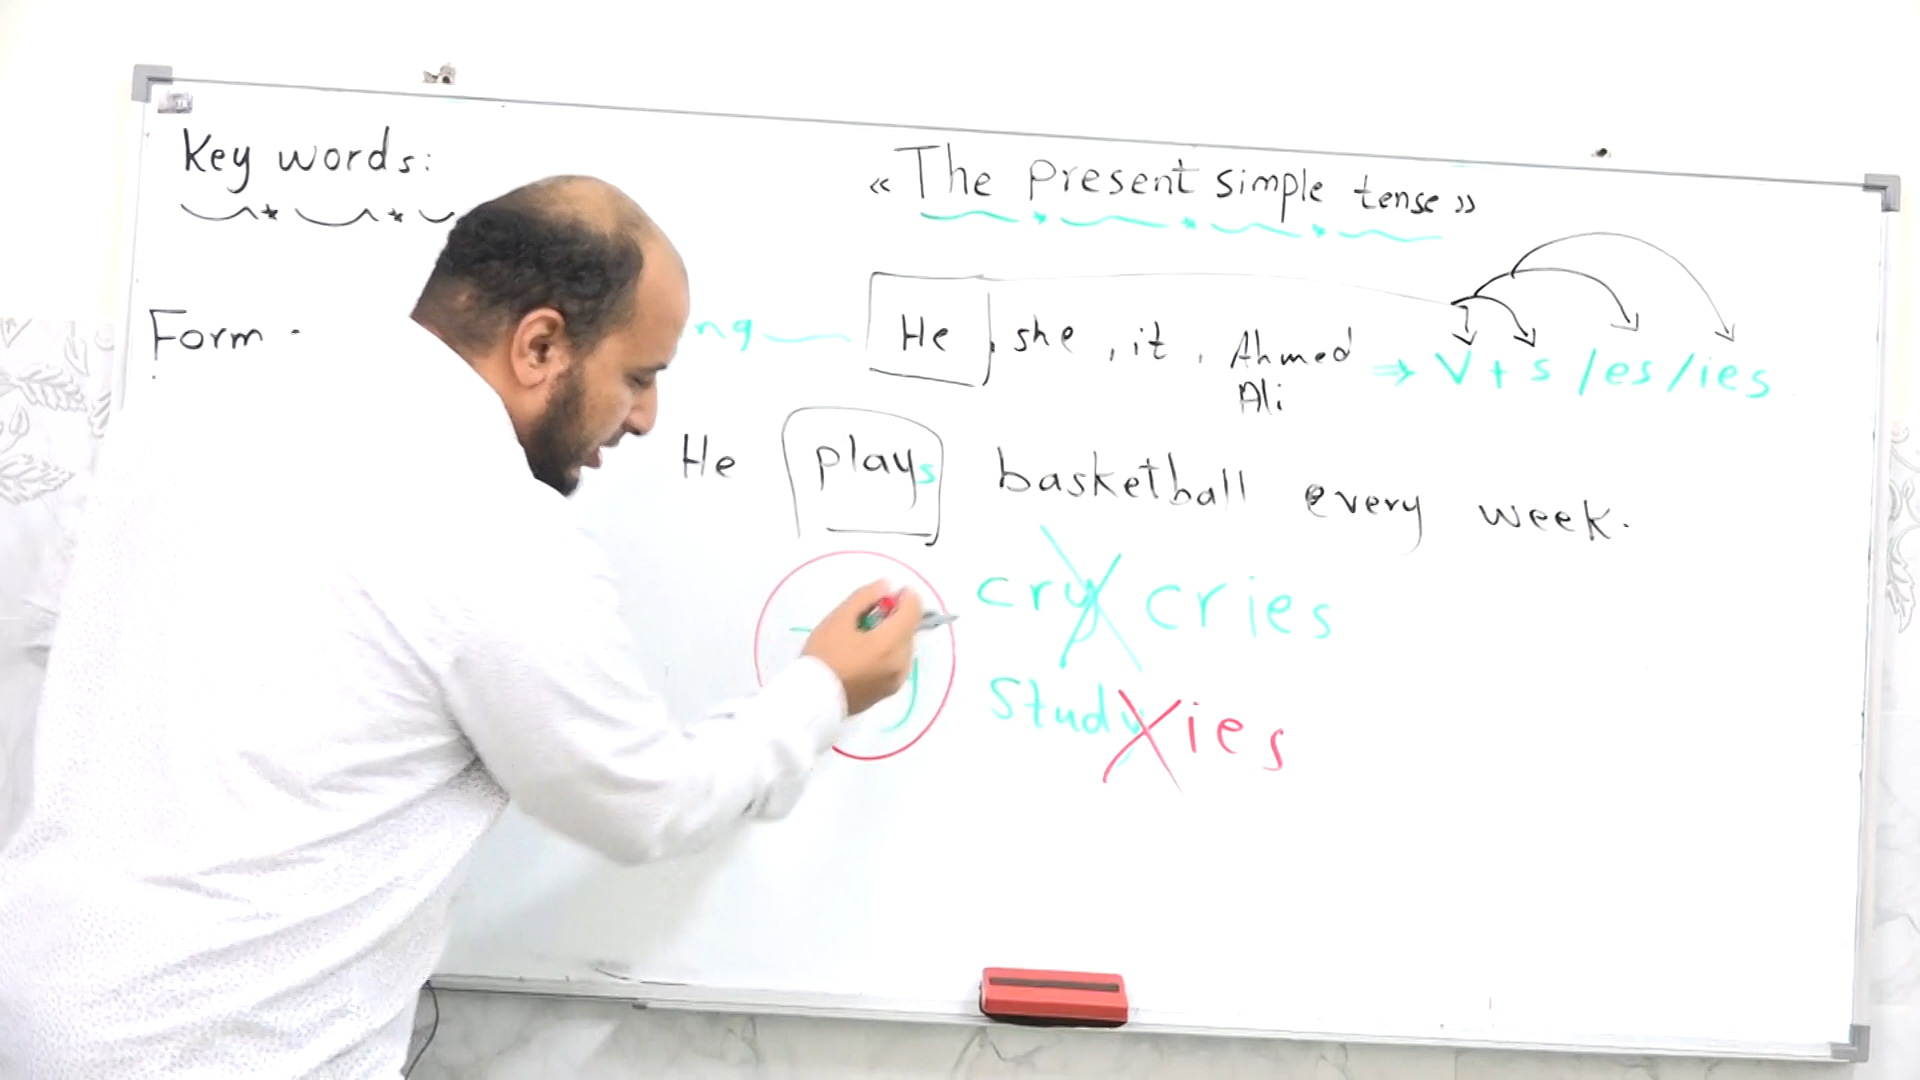 Key words:
« The present simple tense »
Form
He, she, it, Ahmed ⇒ V + s / es / ies
Ali
He plays basketball every week.
cry cries
study ies